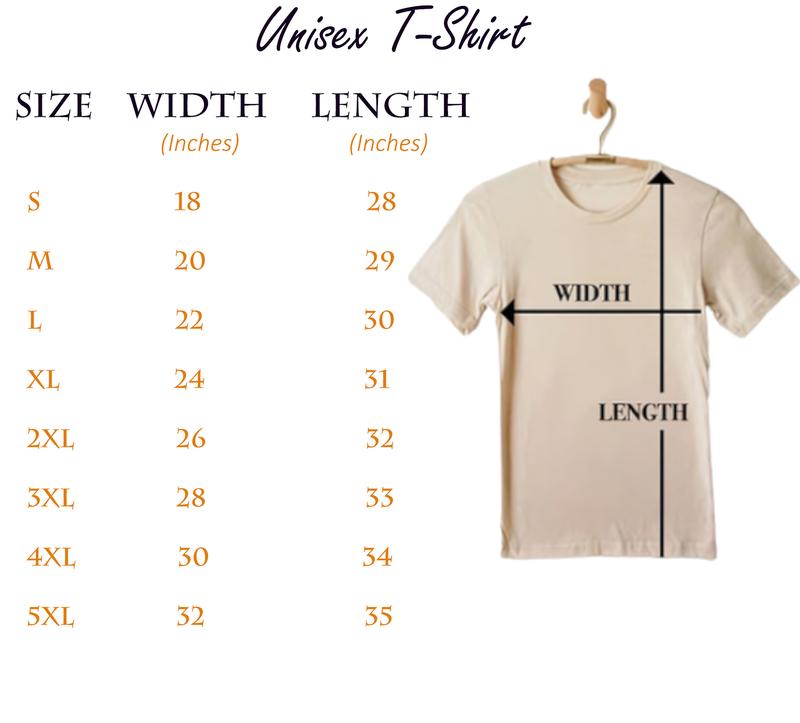 Unisex T-Shirt
SIZE WIDTH LENGTH
(Inches) (Inches)
S 18 28
M 20 29
L 22 30
XL 24 31
2XL 26 32
3XL 28 33
4XL 30 34
5XL 32 35
WIDTH
LENGTH